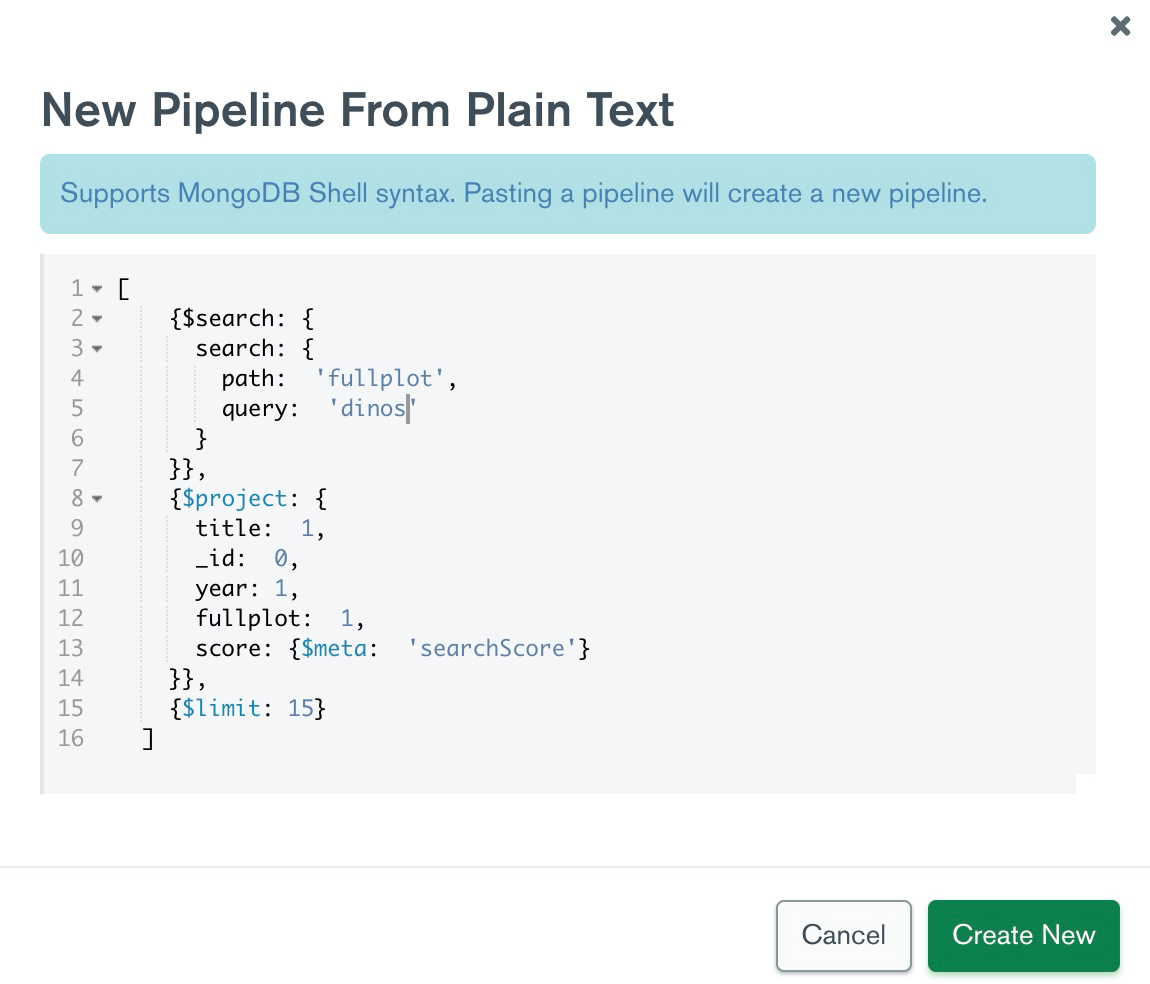 New Pipeline From Plain Text
Supports MongoDB Shell syntax. Pasting a pipeline will create a new pipeline.
1 [
2 {$search: {
3 search: {
4 path: 'fullplot',
5 query: 'dinos'
6 }
7 }},
8 {$project: {
9 title: 1,
10 _id: 0,
11 year: 1,
12 fullplot: 1,
13 score: {$meta: 'searchScore'}
14 }},
15 {$limit: 15}
16 ]
Cancel
Create New